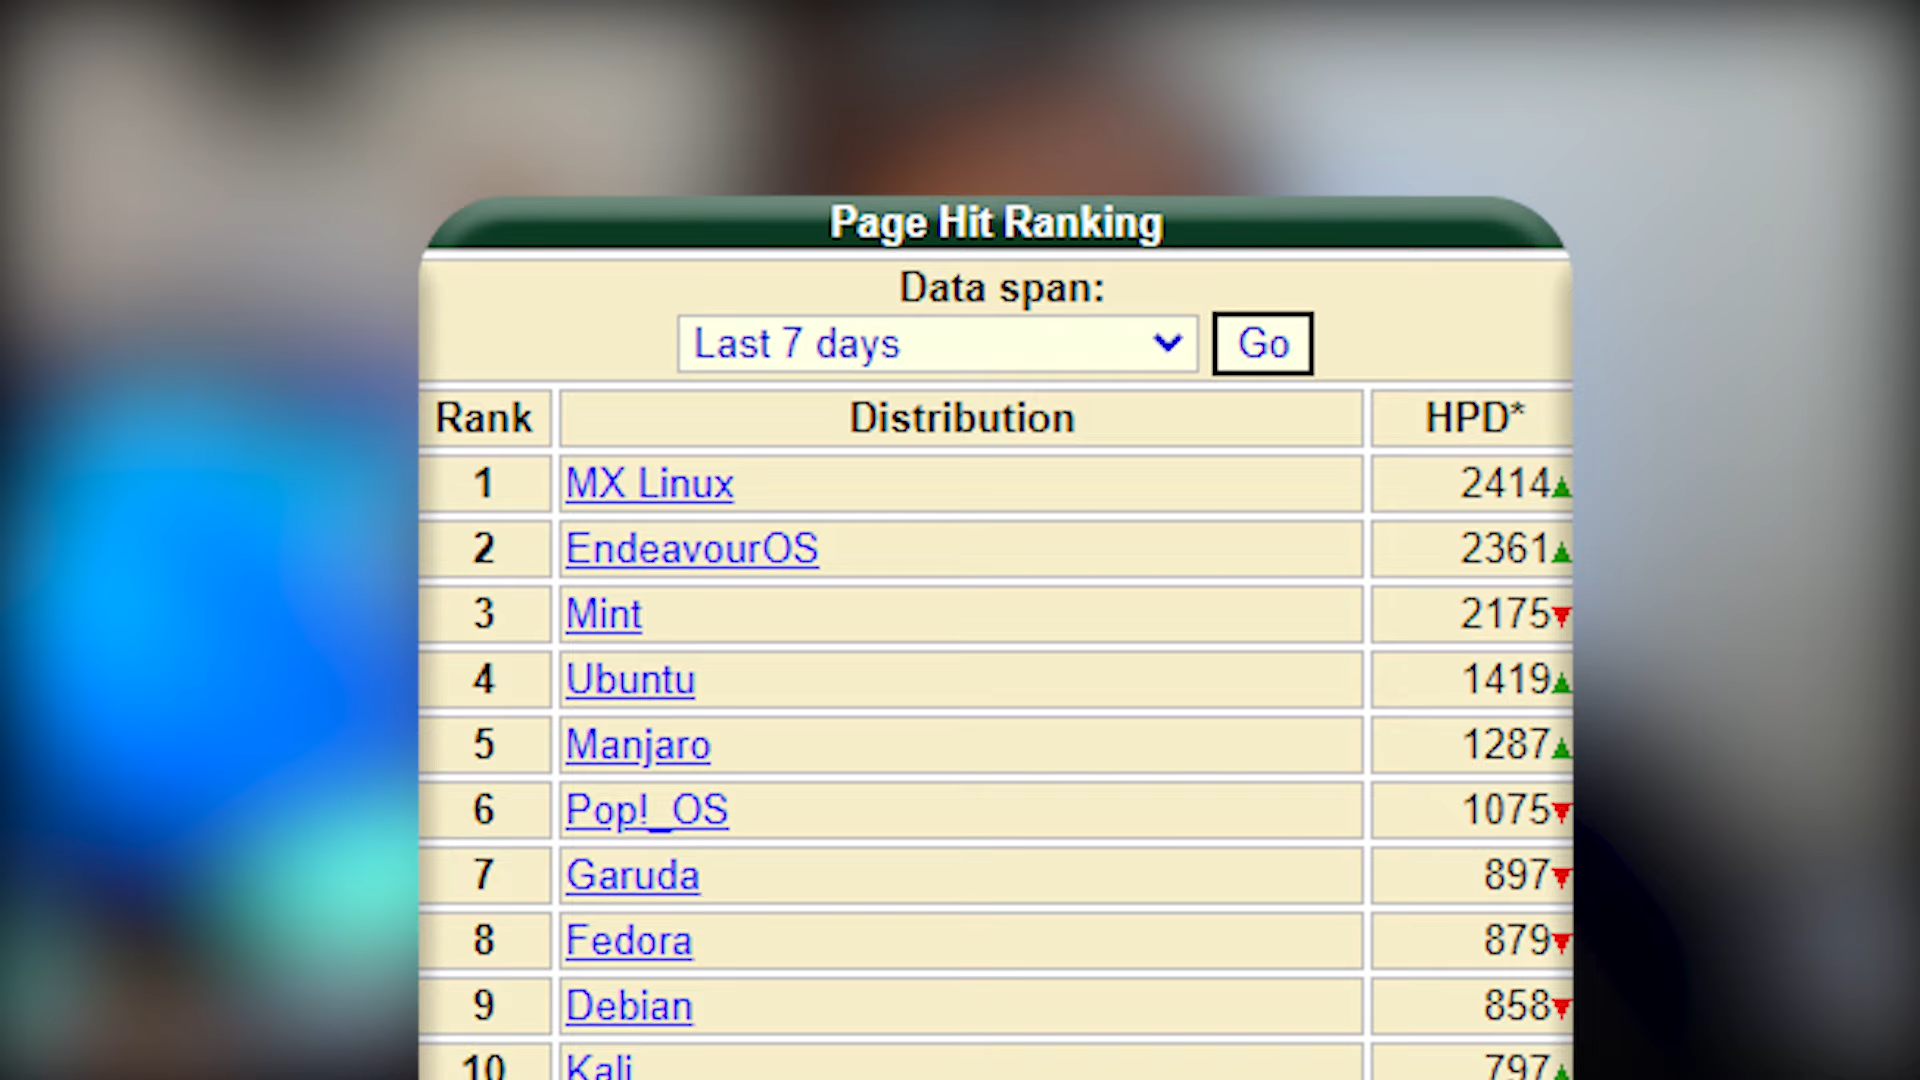 Page Hit Ranking
Data span:
Last 7 days Go
Rank Distribution HPD*
1 MX Linux 2414
2 EndeavourOS 2361
3 Mint 2175
4 Ubuntu 1419
5 Manjaro 1287
6 Pop!_OS 1075
7 Garuda 897
8 Fedora 879
9 Debian 858
10 Kali 797